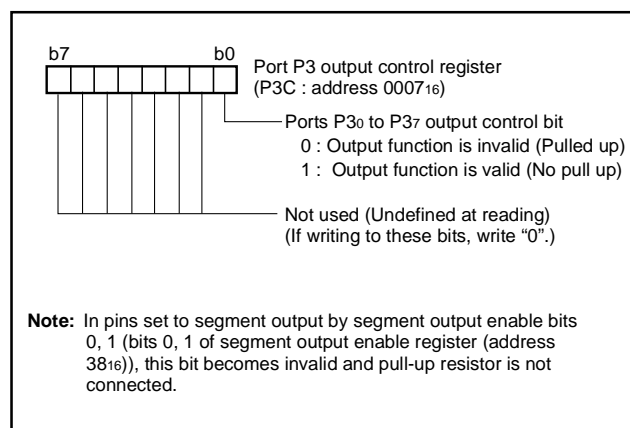 b7 b0
Port P3 output control register
(P3C : address 0007₁₆)
Ports P3₀ to P3₇ output control bit
0 : Output function is invalid (Pulled up)
1 : Output function is valid (No pull up)
Not used (Undefined at reading)
(If writing to these bits, write “0”.)
Note: In pins set to segment output by segment output enable bits
0, 1 (bits 0, 1 of segment output enable register (address
38₁₆)), this bit becomes invalid and pull-up resistor is not
connected.